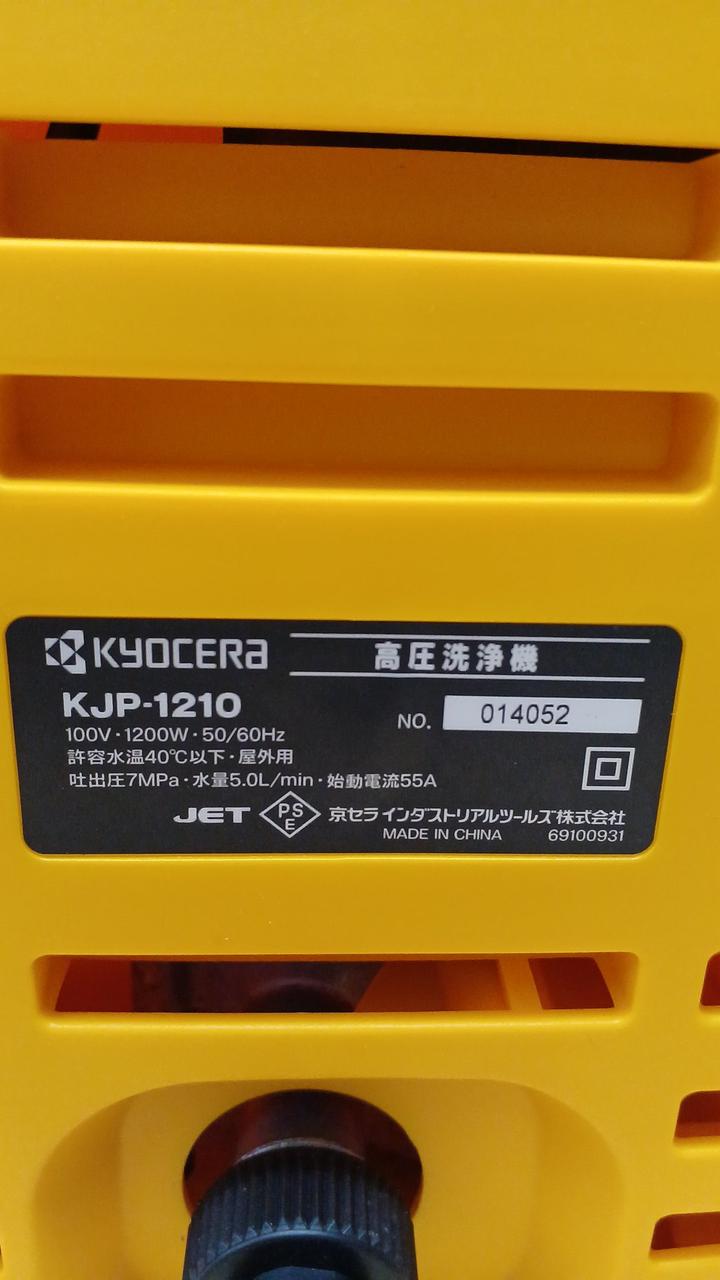 KYOCERA 高圧洗浄機
KJP-1210
NO. 014052
100V・1200W・50/60Hz
許容水温40℃以下・屋外用
吐出圧7MPa・水量5.0L/min・始動電流55A
JET PSE 京セラインダストリアルツールズ株式会社
MADE IN CHINA 69100931